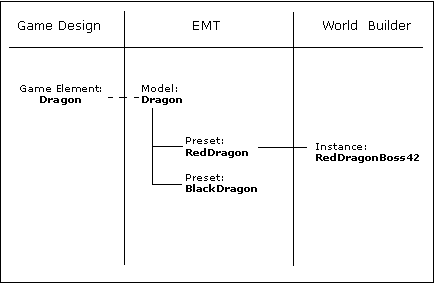 Game Design
EMT
World Builder
Game Element:
Dragon
Model:
Dragon
Preset:
RedDragon
Preset:
BlackDragon
Instance:
RedDragonBoss42